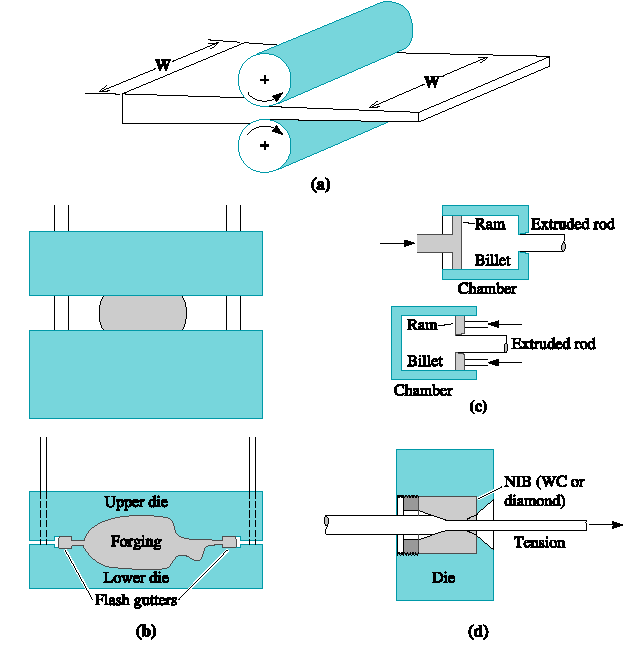 W
W
+
+
(a)
Ram
Extruded rod
Billet
Chamber
Ram
Extruded rod
Billet
Chamber
(c)
Upper die
Forging
Lower die
Flash gutters
(b)
NIB (WC or
diamond)
Tension
Die
(d)